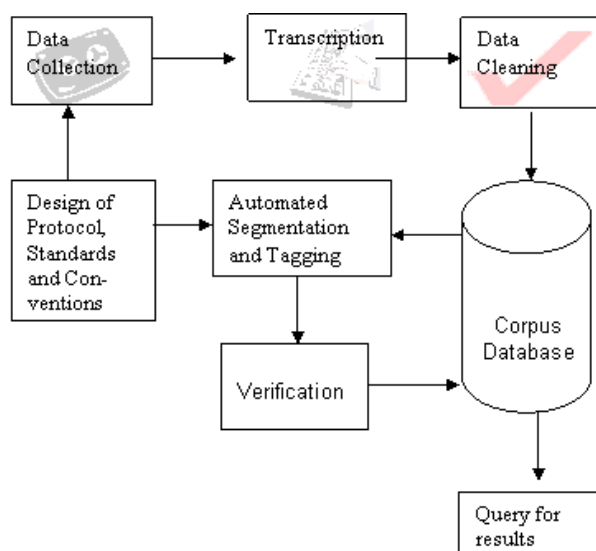 Data
Collection
Transcription
Data
Cleaning
Design of
Protocol,
Standards
and Con-
ventions
Automated
Segmentation
and Tagging
Corpus
Database
Verification
Query for
results